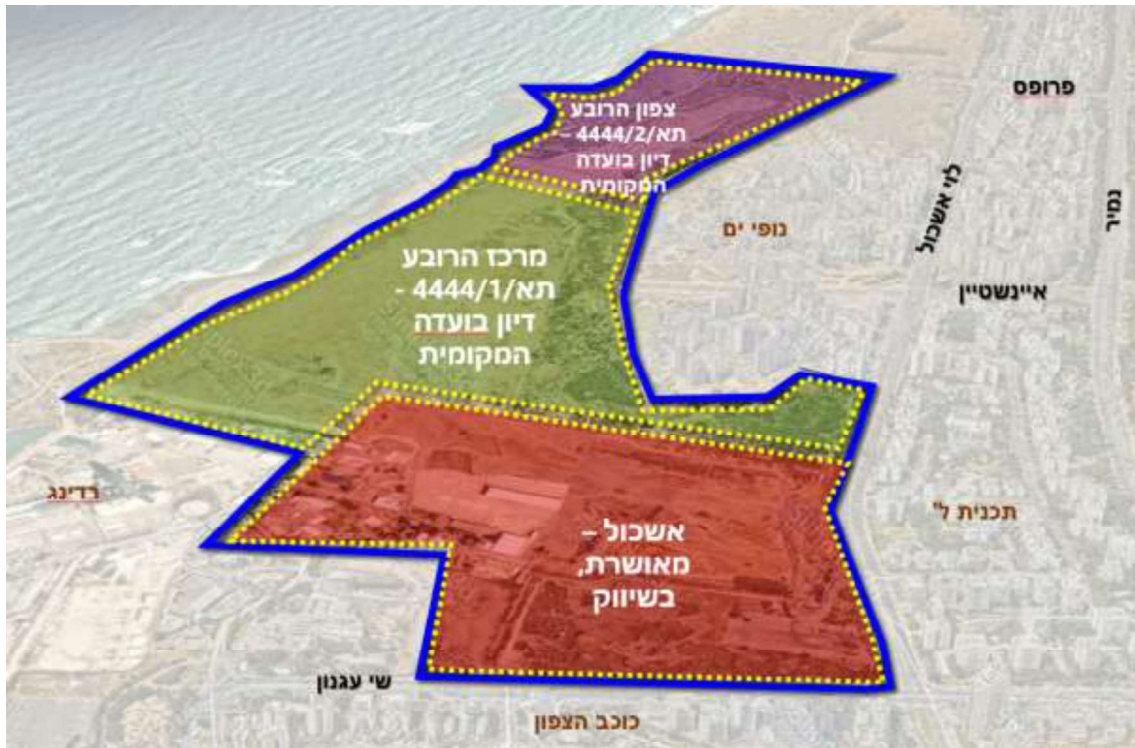 פרופס
צפון הרובע
תא/4444/2 –
דיון בועדה
המקומית
לוי אשכול
נמיר
נופי ים
מרכז הרובע
תא/4444/1 -
דיון בועדה
המקומית
איינשטיין
רדינג
תכנית ל'
אשכול –
מאושרת,
בשיווק
שי עגנון
כוכב הצפון